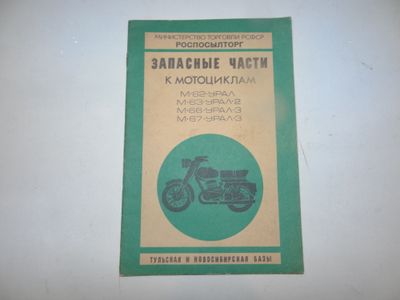 МИНИСТЕРСТВО ТОРГОВЛИ РСФСР
РОСПОСЫЛТОРГ
ЗАПАСНЫЕ ЧАСТИ
К МОТОЦИКЛАМ
М-62-УРАЛ
М-63-УРАЛ-2
М-66-УРАЛ-3
М-67-УРАЛ-3
ТУЛЬСКАЯ И НОВОСИБИРСКАЯ БАЗЫ